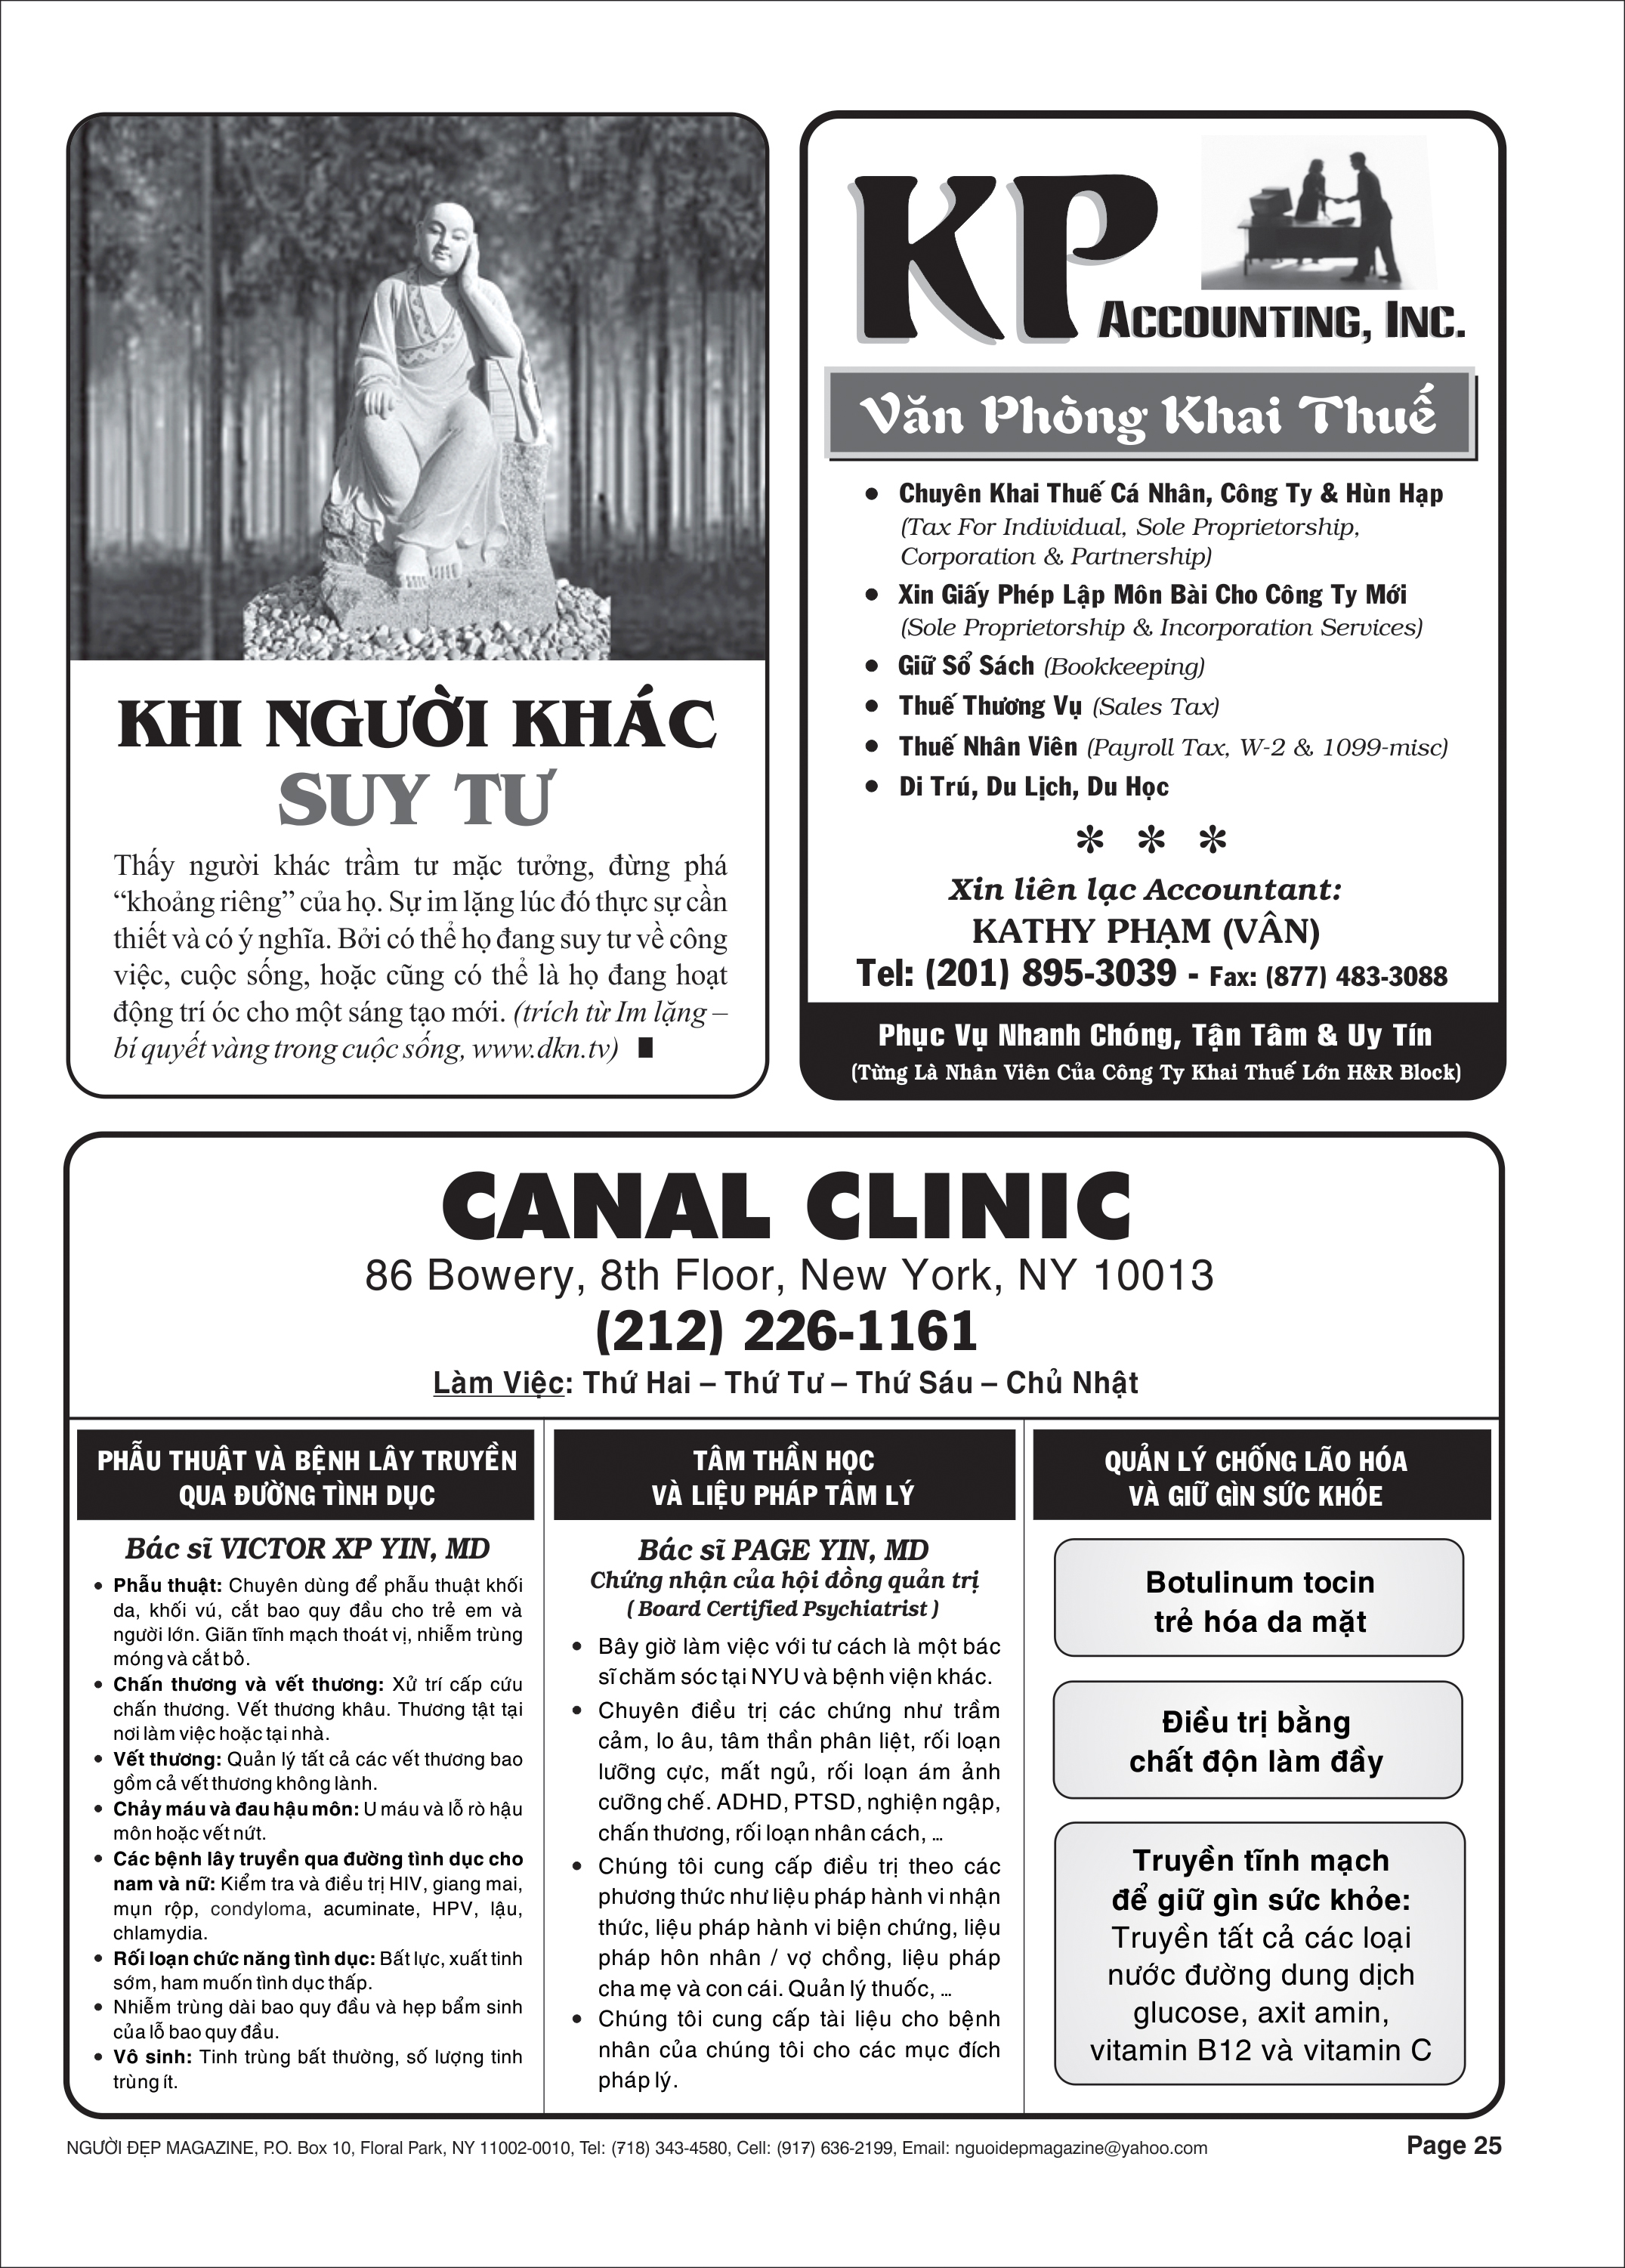 KHI NGƯỜI KHÁC
SUY TƯ
Thấy người khác trầm tư mặc tưởng, đừng phá
“khoảng riêng” của họ. Sự im lặng lúc đó thực sự cần
thiết và có ý nghĩa. Bởi có thể họ đang suy tư về công
việc, cuộc sống, hoặc cũng có thể là họ đang hoạt
động trí óc cho một sáng tạo mới. (trích từ Im lặng –
bí quyết vàng trong cuộc sống, www.dkn.tv)
KP
ACCOUNTING, INC.
Văn Phòng Khai Thuế
• Chuyên Khai Thuế Cá Nhân, Công Ty & Hùn Hạp
(Tax For Individual, Sole Proprietorship,
Corporation & Partnership)
• Xin Giấy Phép Lập Môn Bài Cho Công Ty Mới
(Sole Proprietorship & Incorporation Services)
• Giữ Sổ Sách (Bookkeeping)
• Thuế Thương Vụ (Sales Tax)
• Thuế Nhân Viên (Payroll Tax, W-2 & 1099-misc)
• Di Trú, Du Lịch, Du Học
* * *
Xin liên lạc Accountant:
KATHY PHẠM (VÂN)
Tel: (201) 895-3039 - Fax: (877) 483-3088
Phục Vụ Nhanh Chóng, Tận Tâm & Uy Tín
(Từng Là Nhân Viên Của Công Ty Khai Thuế Lớn H&R Block)
CANAL CLINIC
86 Bowery, 8th Floor, New York, NY 10013
(212) 226-1161
Làm Việc: Thứ Hai – Thứ Tư – Thứ Sáu – Chủ Nhật
PHẪU THUẬT VÀ BỆNH LÂY TRUYỀN
QUA ĐƯỜNG TÌNH DỤC
Bác sĩ VICTOR XP YIN, MD
• Phẫu thuật: Chuyên dùng để phẫu thuật khối
da, khối vú, cắt bao quy đầu cho trẻ em và
người lớn. Giãn tĩnh mạch thoát vị, nhiễm trùng
móng và cắt bỏ.
• Chấn thương và vết thương: Xử trí cấp cứu
chấn thương. Vết thương khâu. Thương tật tại
nơi làm việc hoặc tại nhà.
• Vết thương: Quản lý tất cả các vết thương bao
gồm cả vết thương không lành.
• Chảy máu và đau hậu môn: U máu và lỗ rò hậu
môn hoặc vết nứt.
• Các bệnh lây truyền qua đường tình dục cho
nam và nữ: Kiểm tra và điều trị HIV, giang mai,
mụn rộp, condyloma, acuminate, HPV, lậu,
chlamydia.
• Rối loạn chức năng tình dục: Bất lực, xuất tinh
sớm, ham muốn tình dục thấp.
• Nhiễm trùng dài bao quy đầu và hẹp bẩm sinh
của lỗ bao quy đầu.
• Vô sinh: Tinh trùng bất thường, số lượng tinh
trùng ít.
TÂM THẦN HỌC
VÀ LIỆU PHÁP TÂM LÝ
Bác sĩ PAGE YIN, MD
Chứng nhận của hội đồng quản trị
( Board Certified Psychiatrist )
• Bây giờ làm việc với tư cách là một bác
sĩ chăm sóc tại NYU và bệnh viện khác.
• Chuyên điều trị các chứng như trầm
cảm, lo âu, tâm thần phân liệt, rối loạn
lưỡng cực, mất ngủ, rối loạn ám ảnh
cưỡng chế. ADHD, PTSD, nghiện ngập,
chấn thương, rối loạn nhân cách, ...
• Chúng tôi cung cấp điều trị theo các
phương thức như liệu pháp hành vi nhận
thức, liệu pháp hành vi biện chứng, liệu
pháp hôn nhân / vợ chồng, liệu pháp
cha mẹ và con cái. Quản lý thuốc, ...
• Chúng tôi cung cấp tài liệu cho bệnh
nhân của chúng tôi cho các mục đích
pháp lý.
QUẢN LÝ CHỐNG LÃO HÓA
VÀ GIỮ GÌN SỨC KHỎE
Botulinum tocin
trẻ hóa da mặt
Điều trị bằng
chất độn làm đầy
Truyền tĩnh mạch
để giữ gìn sức khỏe:
Truyền tất cả các loại
nước đường dung dịch
glucose, axit amin,
vitamin B12 và vitamin C
NGƯỜI ĐẸP MAGAZINE, P.O. Box 10, Floral Park, NY 11002-0010, Tel: (718) 343-4580, Cell: (917) 636-2199, Email: nguoidepmagazine@yahoo.com
Page 25